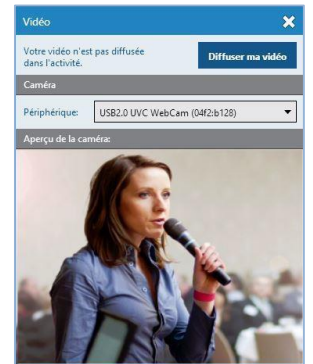 Vidéo
Votre vidéo n'est pas diffusée
dans l'activité.
Diffuser ma vidéo
Caméra
Périphérique: USB2.0 UVC WebCam (04f2:b128)
Aperçu de la caméra: